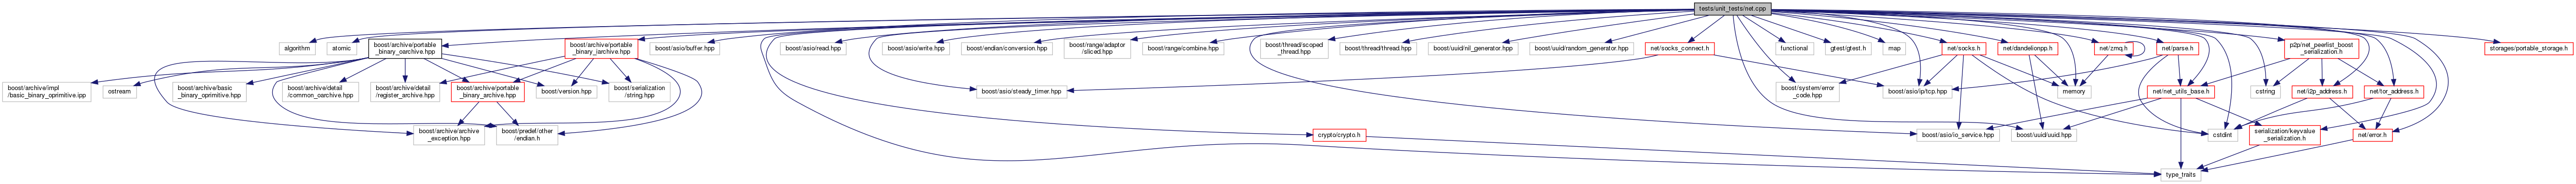 tests/unit_tests/net.cpp
algorithm
atomic
boost/archive/portable
_binary_oarchive.hpp
boost/archive/portable
_binary_iarchive.hpp
boost/asio/buffer.hpp
boost/asio/read.hpp
boost/asio/write.hpp
boost/endian/conversion.hpp
boost/range/adaptor
/sliced.hpp
boost/range/combine.hpp
boost/thread/scoped
_thread.hpp
boost/thread/thread.hpp
boost/uuid/nil_generator.hpp
boost/uuid/random_generator.hpp
net/socks_connect.h
functional
gtest/gtest.h
map
net/socks.h
net/dandelionpp.h
net/zmq.h
net/parse.h
p2p/net_peerlist_boost
_serialization.h
storages/portable_storage.h
boost/archive/impl
/basic_binary_oprimitive.ipp
ostream
boost/archive/basic
_binary_oprimitive.hpp
boost/archive/detail
/common_oarchive.hpp
boost/archive/detail
/register_archive.hpp
boost/archive/portable
_binary_archive.hpp
boost/version.hpp
boost/serialization
/string.hpp
boost/asio/steady_timer.hpp
boost/system/error
_code.hpp
boost/asio/ip/tcp.hpp
memory
net/net_utils_base.h
cstring
net/i2p_address.h
net/tor_address.h
boost/archive/archive
_exception.hpp
boost/predef/other
/endian.h
crypto/crypto.h
boost/asio/io_service.hpp
boost/uuid/uuid.hpp
cstdint
serialization/keyvalue
_serialization.h
net/error.h
type_traits